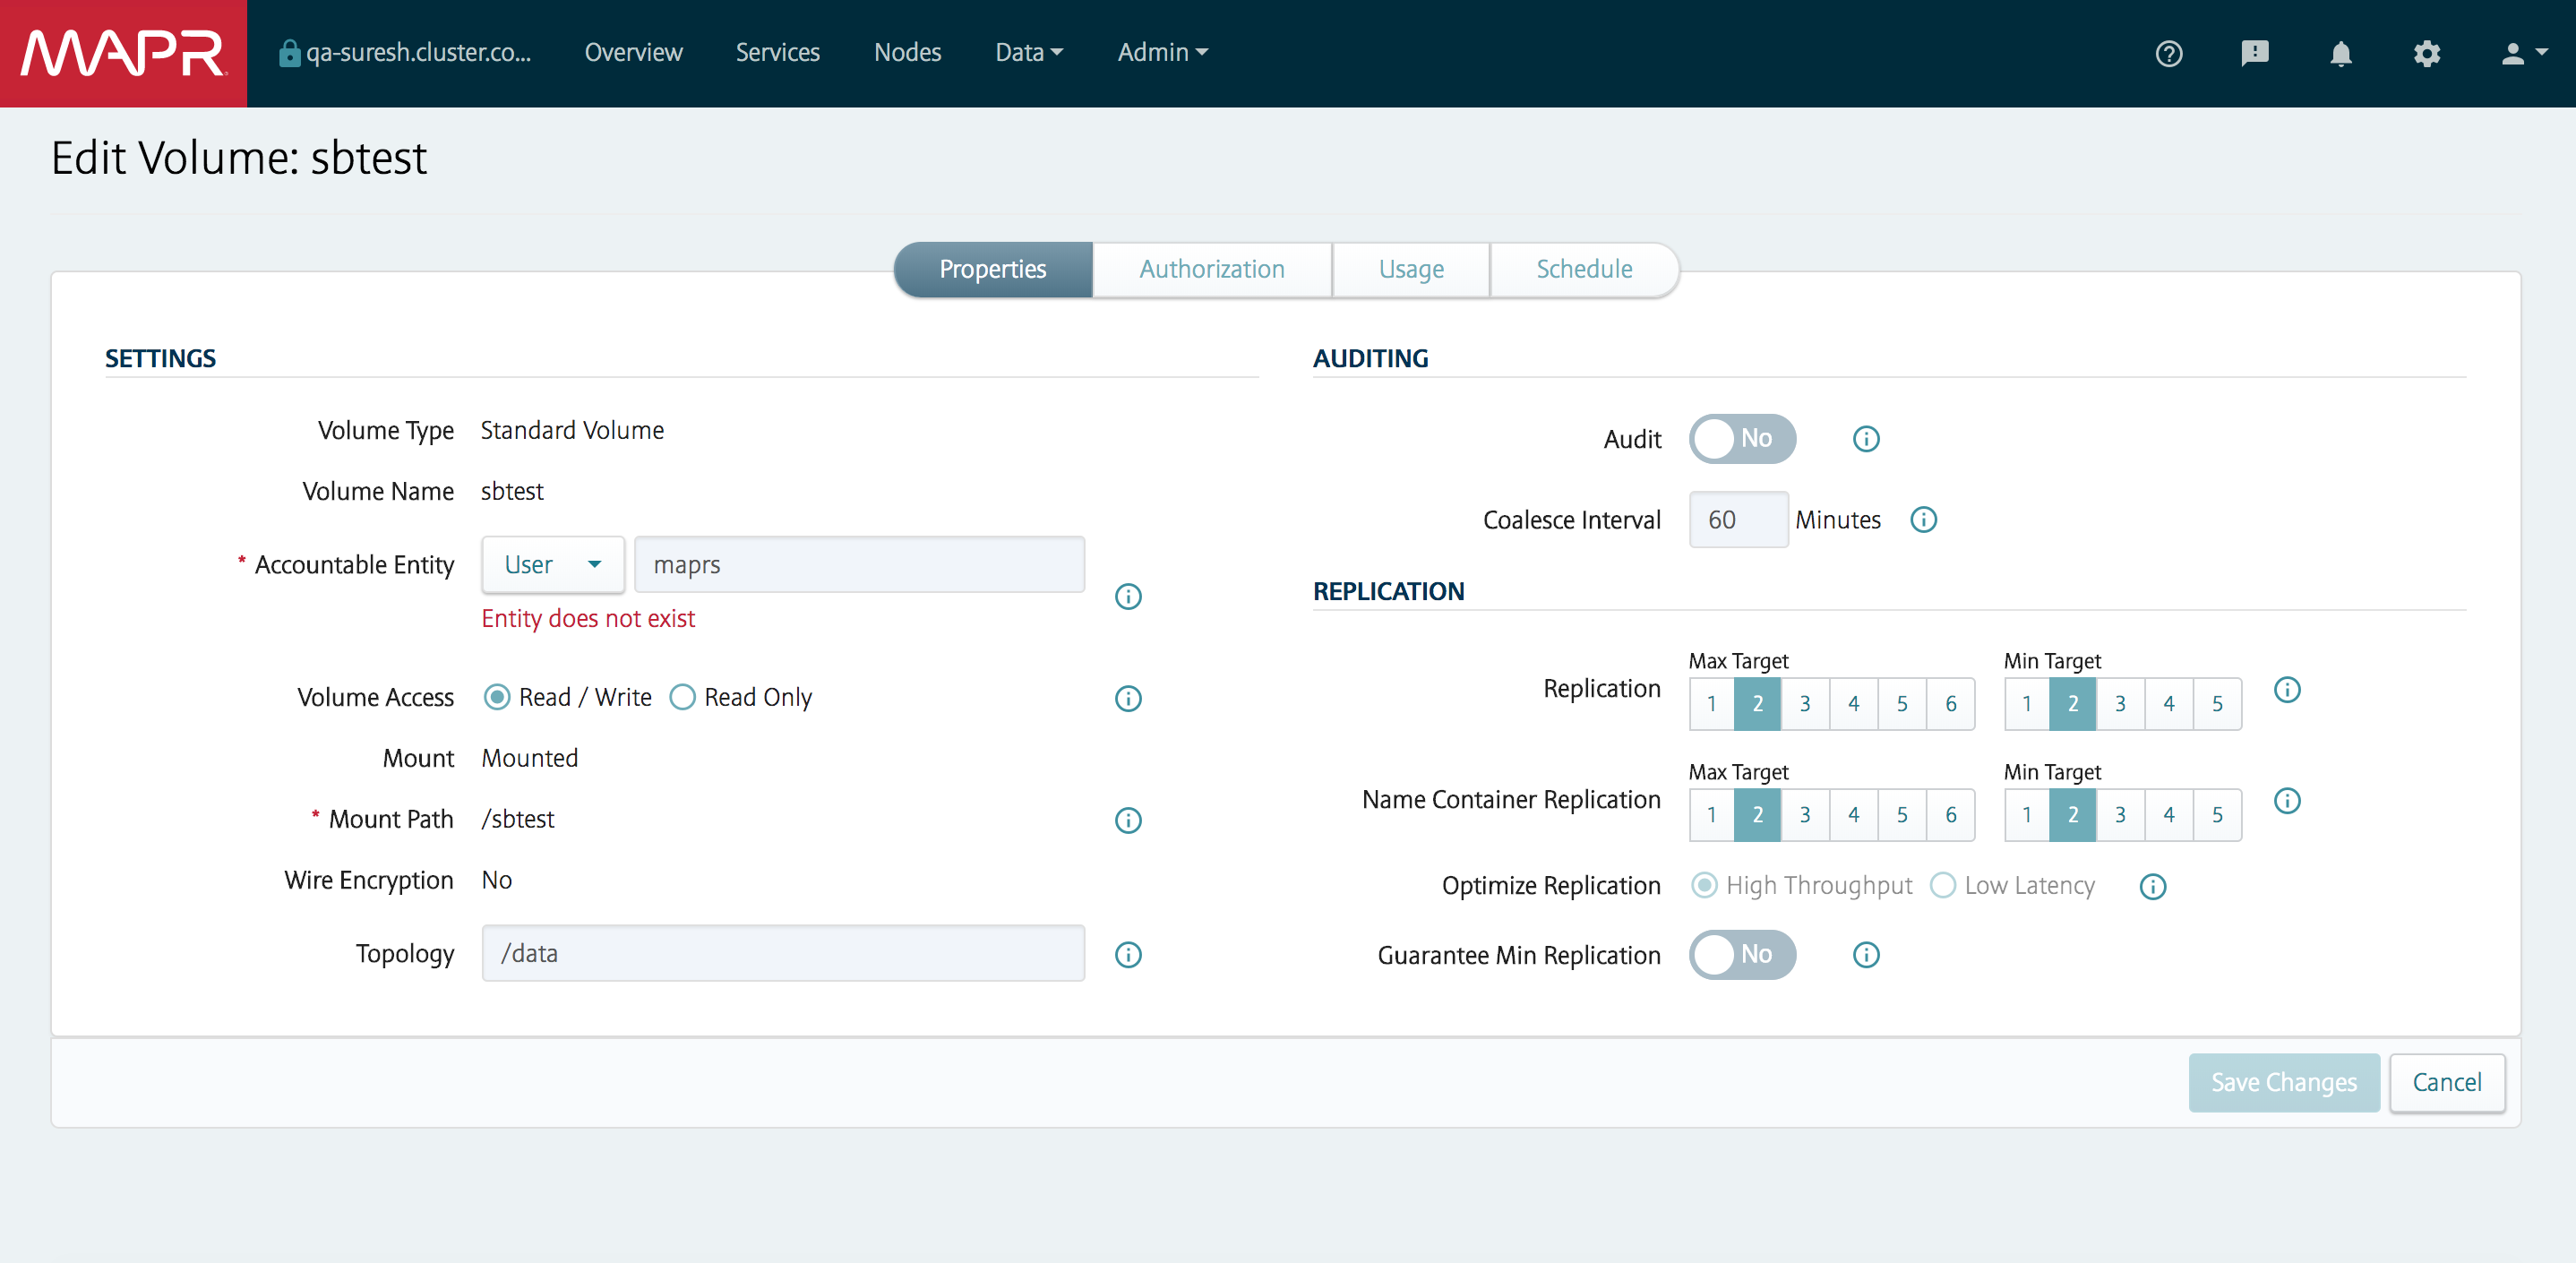 MAPR
qa-suresh.cluster.co... Overview Services Nodes Data Admin
Edit Volume: sbtest
Properties Authorization Usage Schedule
SETTINGS
Volume Type Standard Volume
Volume Name sbtest
* Accountable Entity User maprs
Entity does not exist
Volume Access Read / Write Read Only
Mount Mounted
* Mount Path /sbtest
Wire Encryption No
Topology /data
AUDITING
Audit No
Coalesce Interval 60 Minutes
REPLICATION
Max Target Min Target
Replication 1 2 3 4 5 6 1 2 3 4 5
Max Target Min Target
Name Container Replication 1 2 3 4 5 6 1 2 3 4 5
Optimize Replication High Throughput Low Latency
Guarantee Min Replication No
Save Changes Cancel